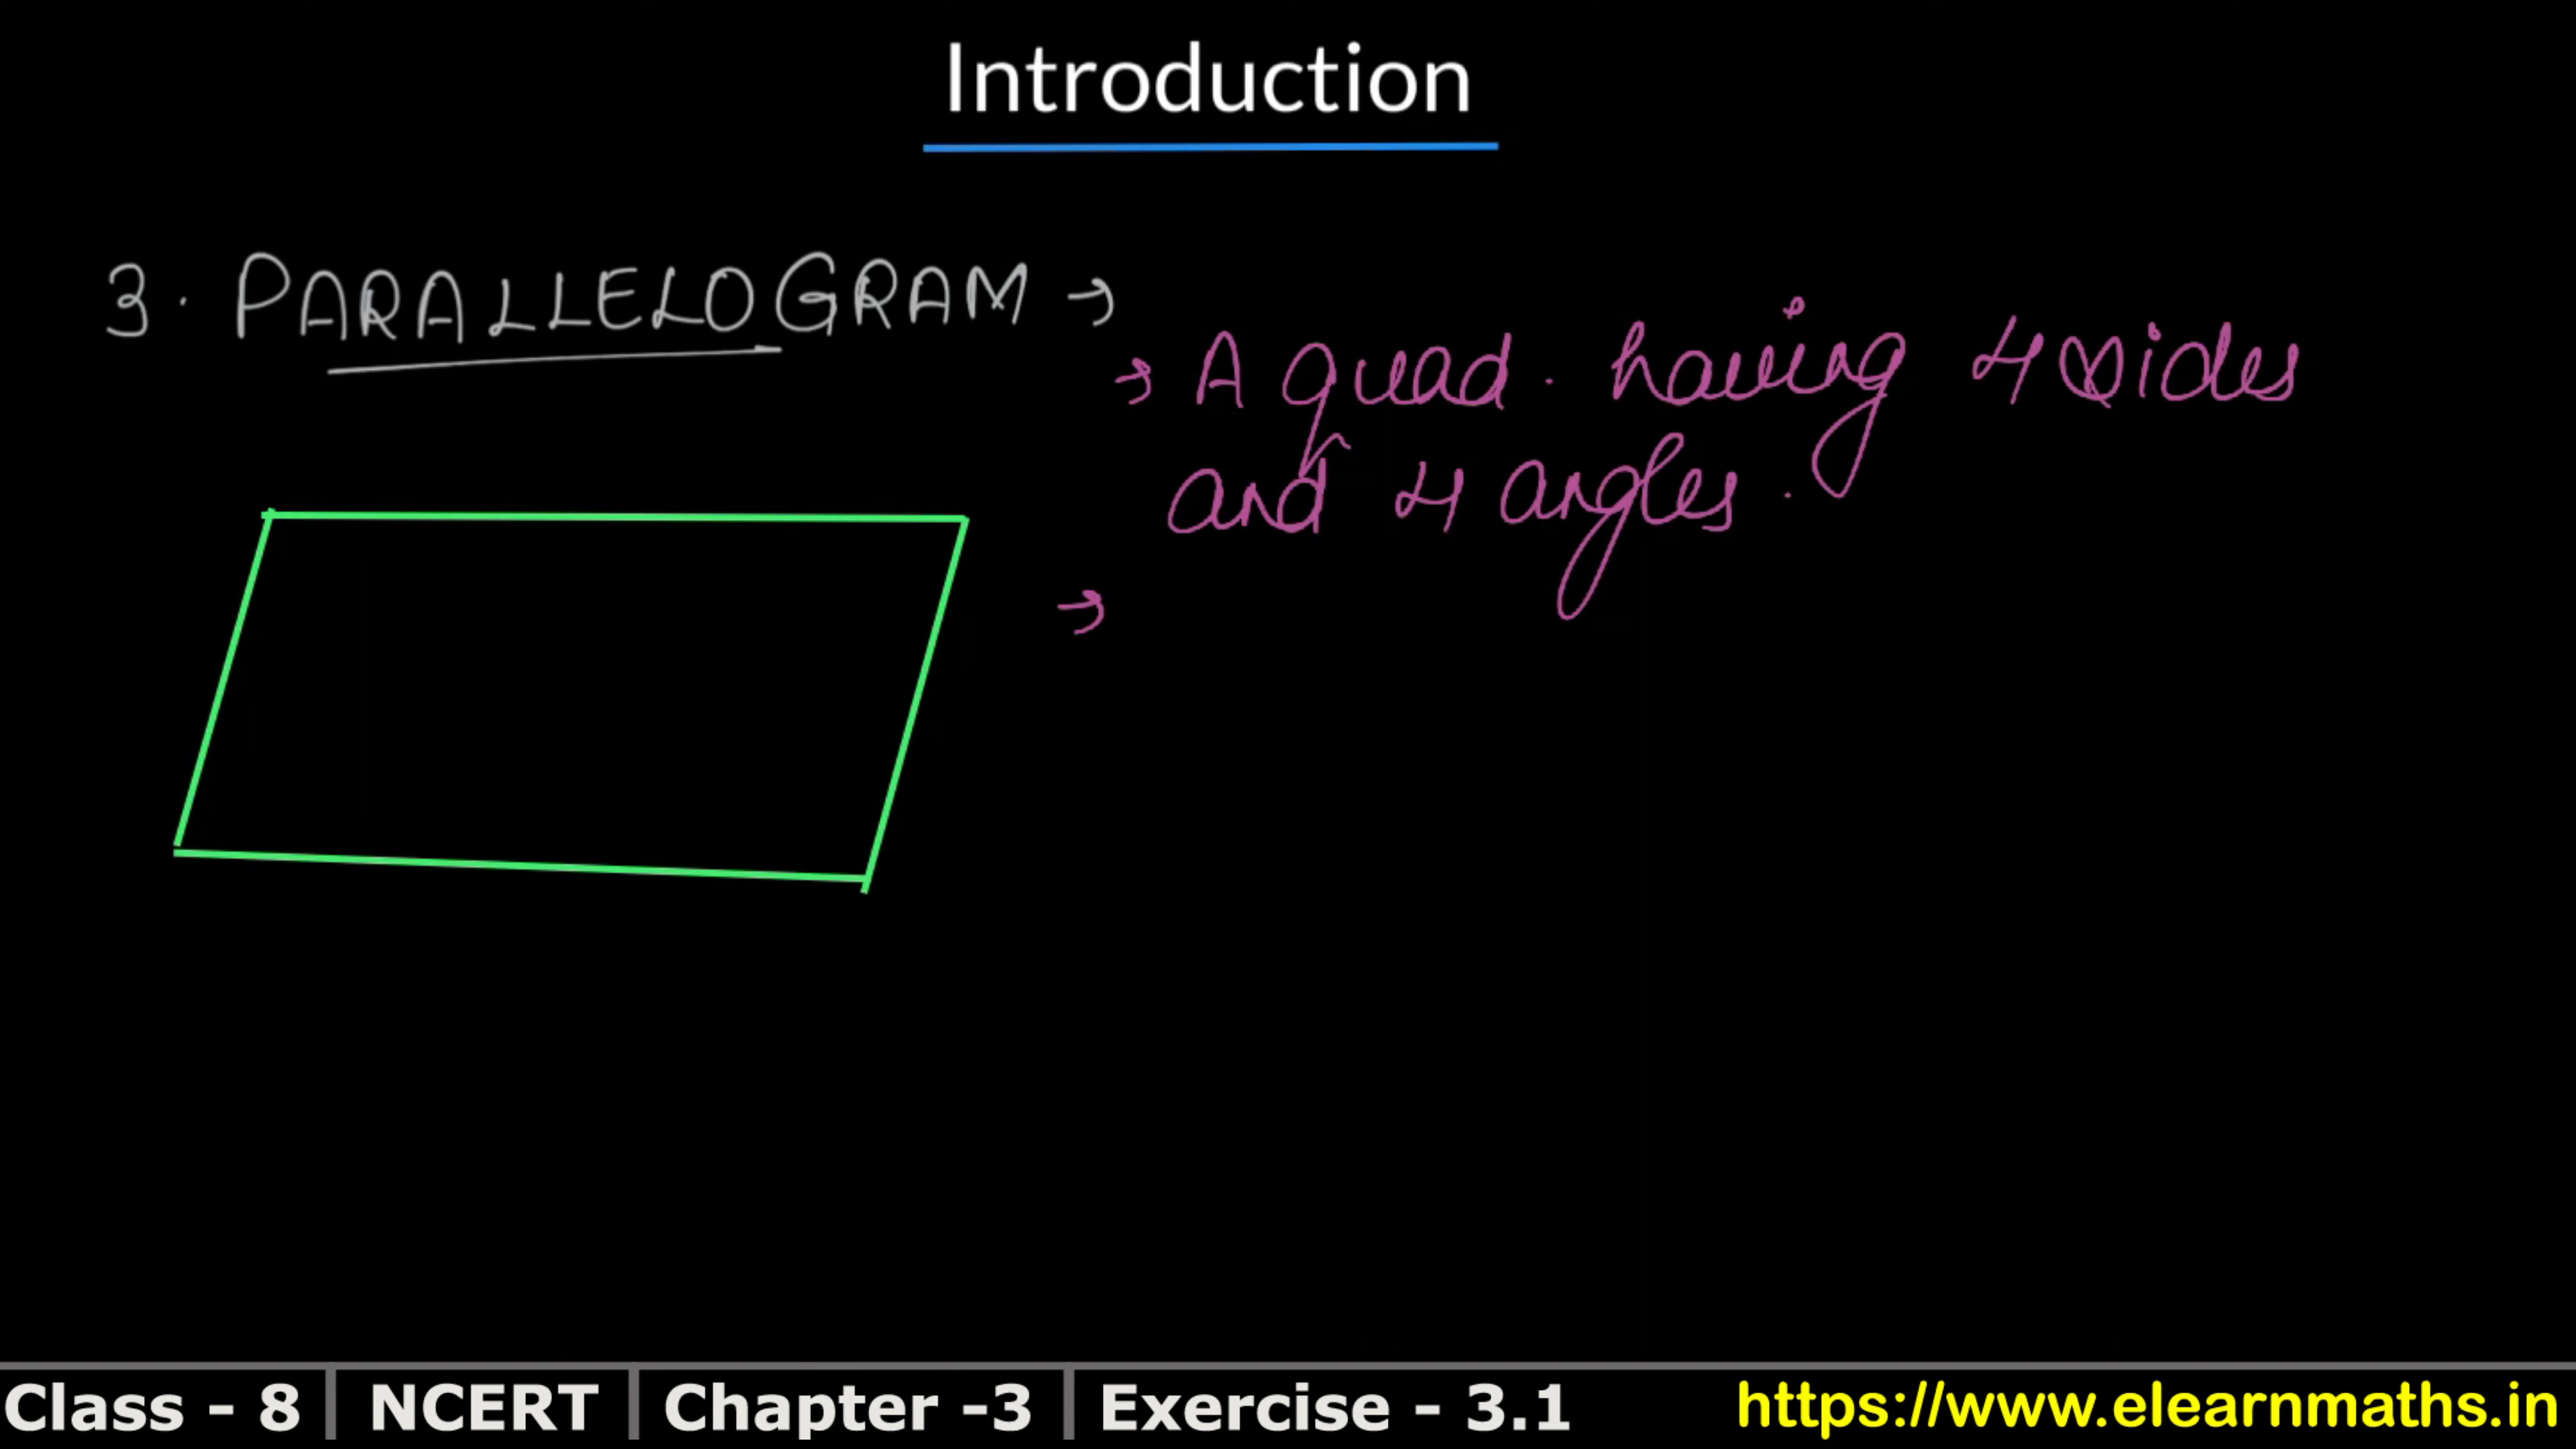 Introduction
3. PARALLELOGRAM →
→ A quad. having 4 sides
and 4 angles.
→
Class - 8 | NCERT | Chapter -3 | Exercise - 3.1 https://www.elearnmaths.in